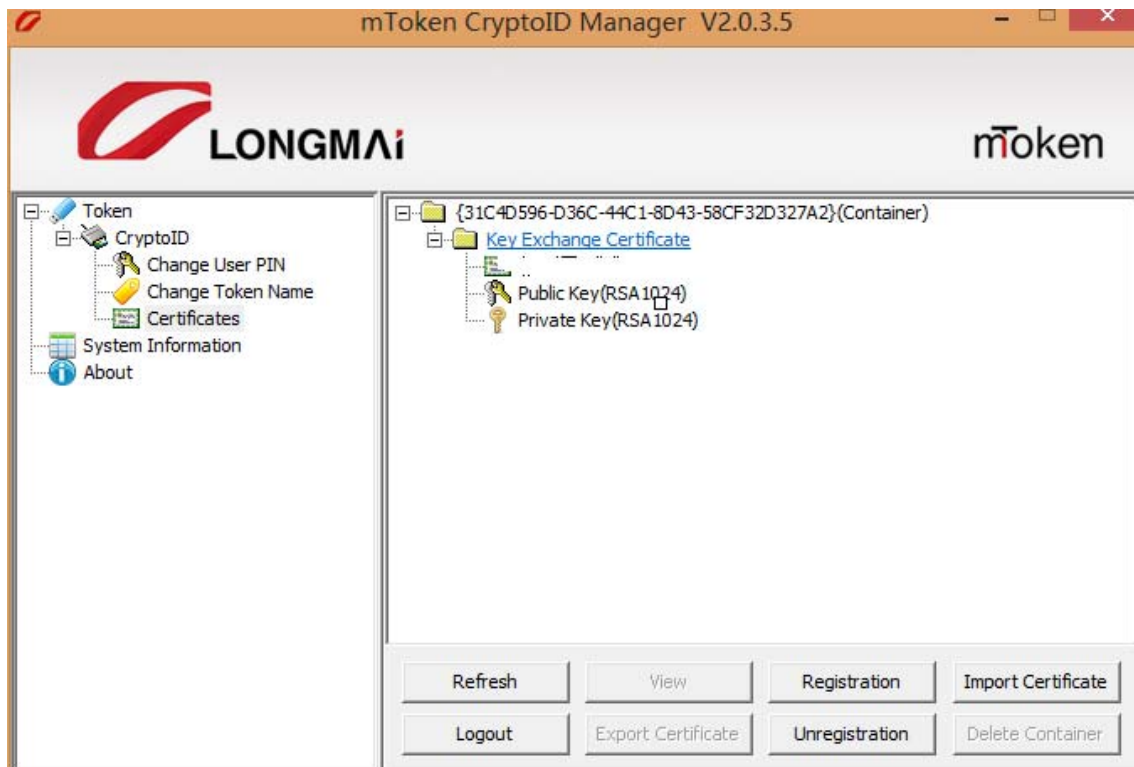 mToken CryptoID Manager V2.0.3.5
LONGMAi
mToken
Token
CryptoID
Change User PIN
Change Token Name
Certificates
System Information
About
{31C4D596-D36C-44C1-8D43-58CF32D327A2}(Container)
Key Exchange Certificate
Public Key(RSA1024)
Private Key(RSA1024)
Refresh
View
Registration
Import Certificate
Logout
Export Certificate
Unregistration
Delete Container